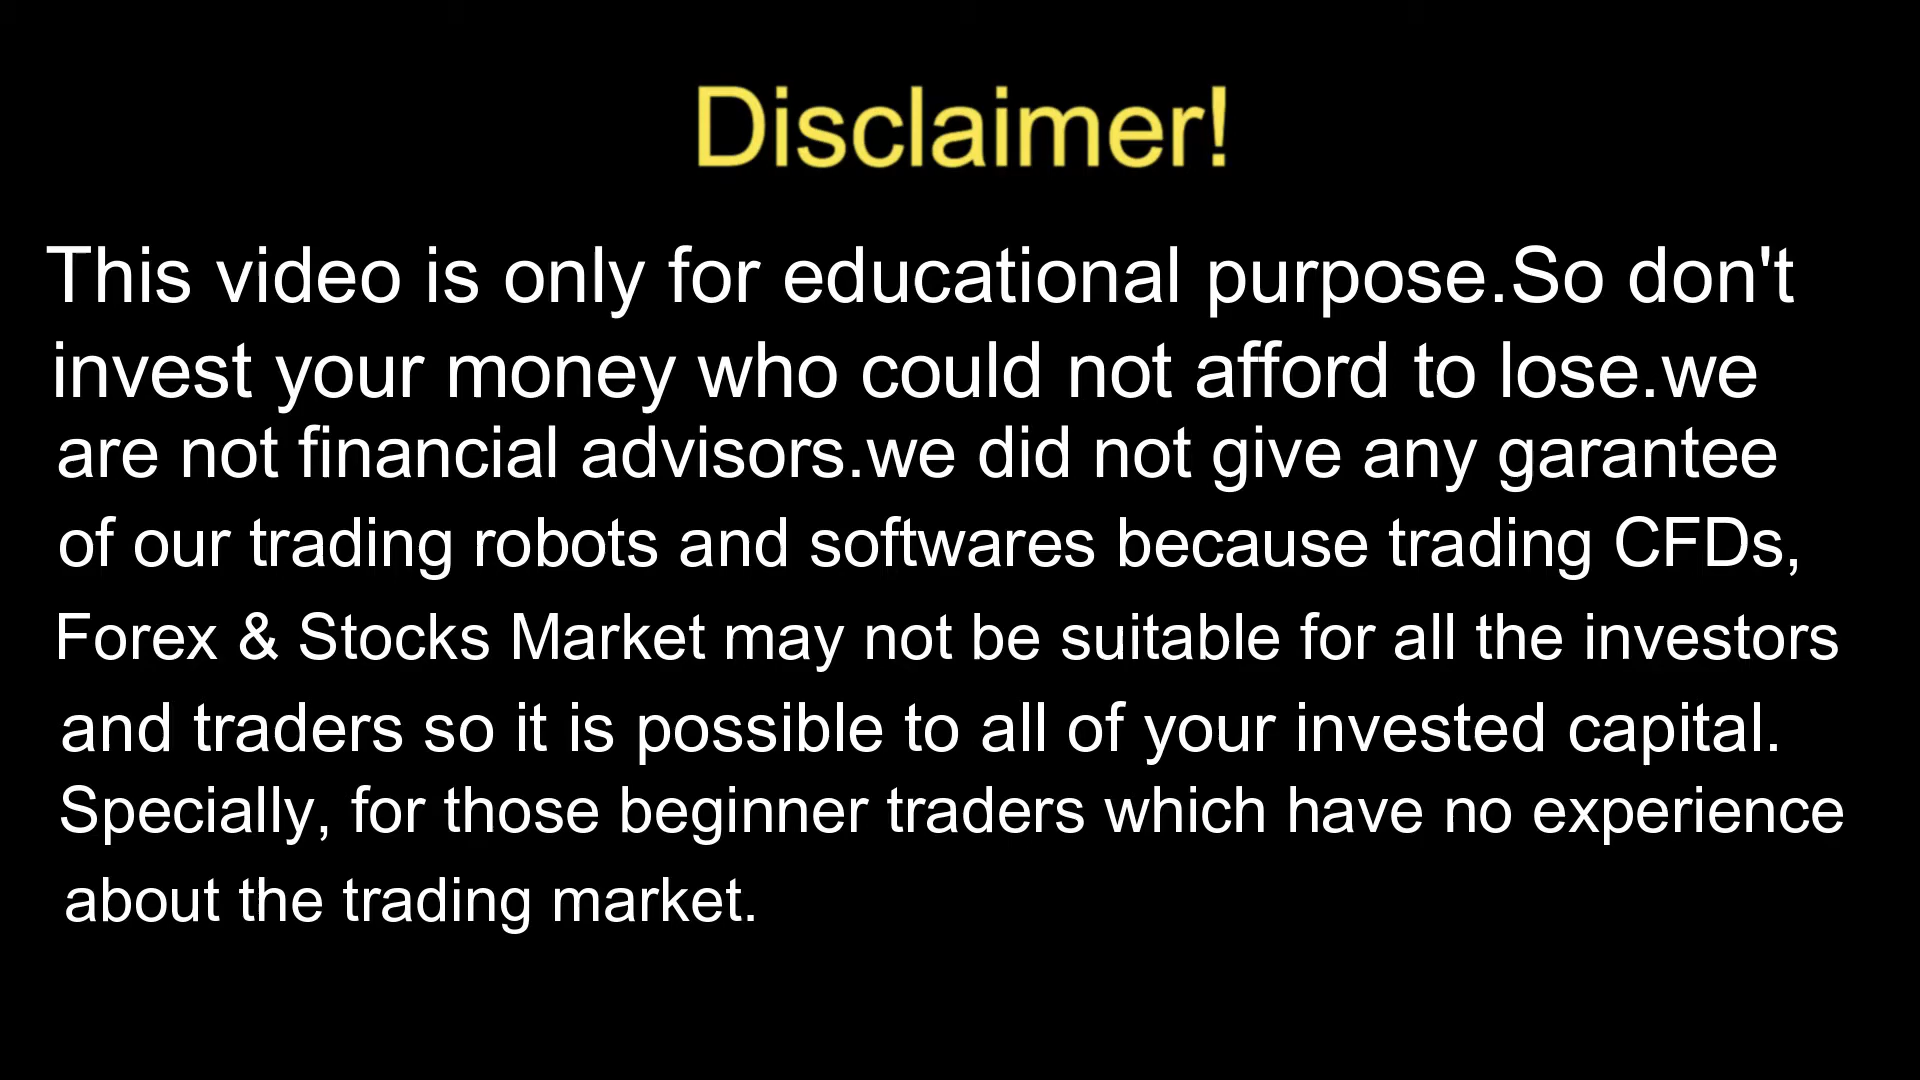 Disclaimer!
This video is only for educational purpose.So don't
invest your money who could not afford to lose.we
are not financial advisors.we did not give any garantee
of our trading robots and softwares because trading CFDs,
Forex & Stocks Market may not be suitable for all the investors
and traders so it is possible to all of your invested capital.
Specially, for those beginner traders which have no experience
about the trading market.